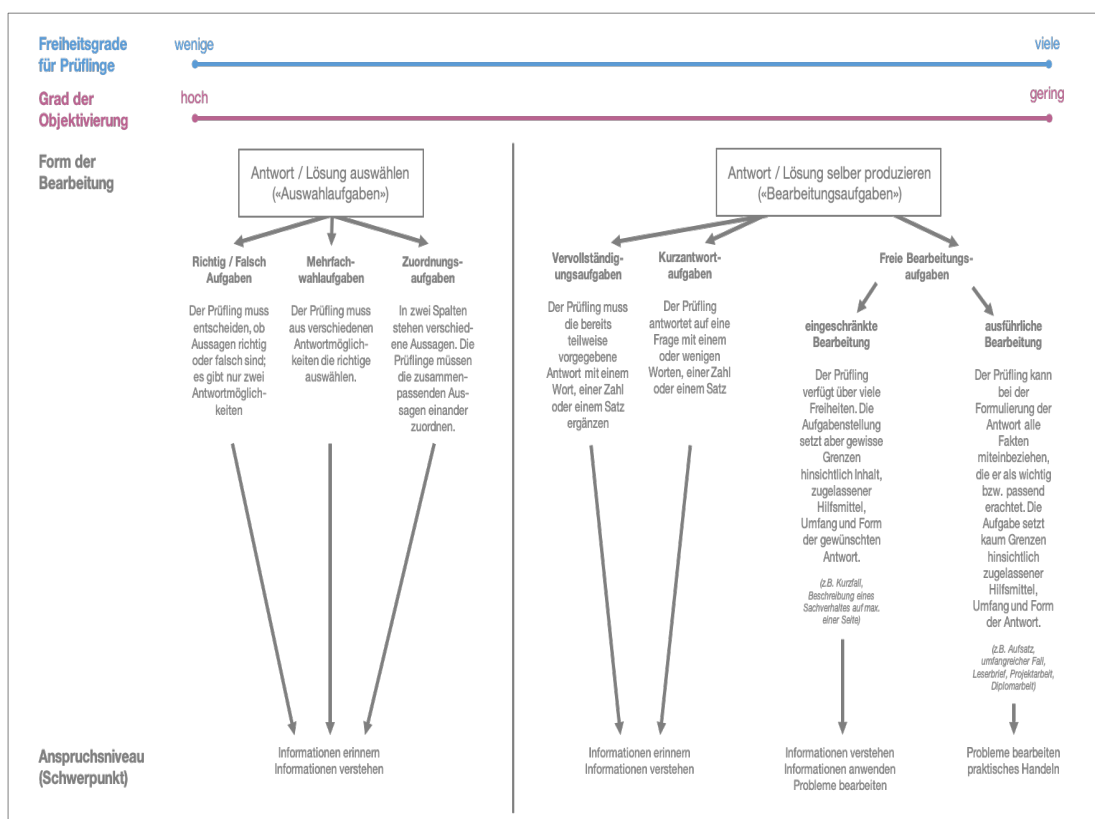 Freiheitsgrade
für Prüflinge
wenige
viele
Grad der
Objektivierung
hoch
gering
Form der
Bearbeitung
Antwort / Lösung auswählen
(«Auswahlaufgaben»)
Antwort / Lösung selber produzieren
(«Bearbeitungsaufgaben»)
Richtig / Falsch
Aufgaben
Der Prüfling muss
entscheiden, ob
Aussagen richtig
oder falsch sind;
es gibt nur zwei
Antwortmöglich-
keiten
Mehrfach-
wahlaufgaben
Der Prüfling muss
aus verschiedenen
Antwortmöglich-
keiten die richtige
auswählen.
Zuordnungs-
aufgaben
In zwei Spalten
stehen verschied-
ene Aussagen. Die
Prüflinge müssen
die zusammen-
passenden Aus-
sagen einander
zuordnen.
Vervollständig-
ungsaufgaben
Der Prüfling muss
die bereits
teilweise
vorgegebene
Antwort mit einem
Wort, einer Zahl
oder einem Satz
ergänzen
Kurzantwort-
aufgaben
Der Prüfling
antwortet auf eine
Frage mit einem
oder wenigen
Worten, einer Zahl
oder einem Satz
Freie Bearbeitungs-
aufgaben
eingeschränkte
Bearbeitung
Der Prüfling
verfügt über viele
Freiheiten. Die
Aufgabenstellung
setzt aber gewisse
Grenzen
hinsichtlich Inhalt,
zugelassener
Hilfsmittel,
Umfang und Form
der gewünschten
Antwort.
(z.B. Kurzfall,
Beschreibung eines
Sachverhaltes auf max.
einer Seite)
ausführliche
Bearbeitung
Der Prüfling kann
bei der
Formulierung der
Antwort alle
Fakten
miteinbeziehen,
die er als wichtig
bzw. passend
erachtet. Die
Aufgabe setzt
kaum Grenzen
hinsichtlich
zugelassener
Hilfsmittel,
Umfang und Form
der Antwort.
(z.B. Aufsatz,
umfangreicher Fall,
Leserbrief, Projektarbeit,
Diplomarbeit)
Anspruchsniveau
(Schwerpunkt)
Informationen erinnern
Informationen verstehen
Informationen erinnern
Informationen verstehen
Informationen verstehen
Informationen anwenden
Probleme bearbeiten
Probleme bearbeiten
praktisches Handeln